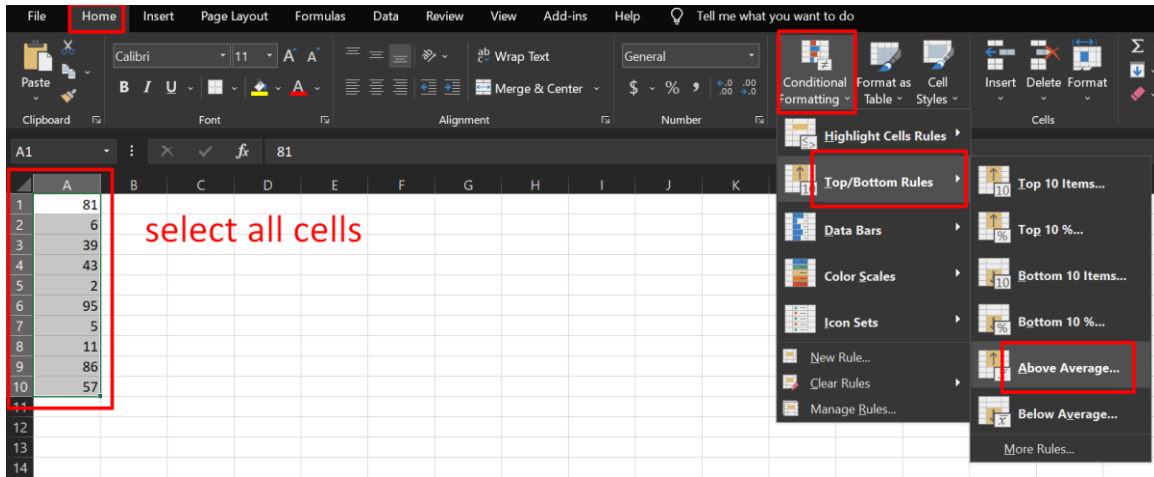 File Home Insert Page Layout Formulas Data Review View Add-ins Help Tell me what you want to do
Paste
Clipboard
Calibri 11 A A
B I U A
Font
ab Wrap Text
Merge & Center
Alignment
General
$ % 9 .00 .00
Number
Conditional Formatting
Format as Table
Cell Styles
Insert Delete Format
Cells
Σ
A1 fx 81
A B C D E F G H I J K
1 81
2 6
3 39
4 43
5 2
6 95
7 5
8 11
9 86
10 57
11
12
13
14
select all cells
Highlight Cells Rules
Top/Bottom Rules
Data Bars
Color Scales
Icon Sets
New Rule...
Clear Rules
Manage Rules...
Top 10 Items...
Top 10 %...
Bottom 10 Items...
Bottom 10 %...
Above Average...
Below Average...
More Rules...